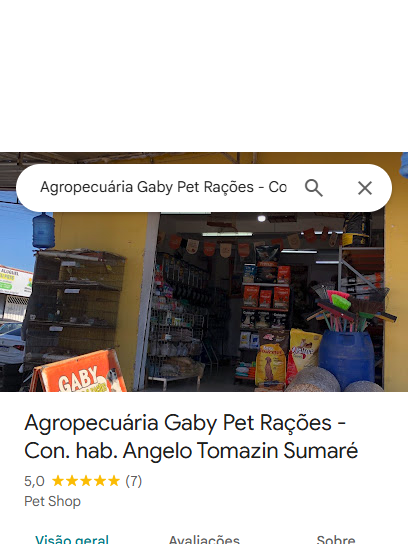 Agropecuária Gaby Pet Rações - Co
GABY
Agropecuária Gaby Pet Rações -
Con. hab. Angelo Tomazin Sumaré
5,0 (7)
Pet Shop
Visão geral Avaliações Sobre